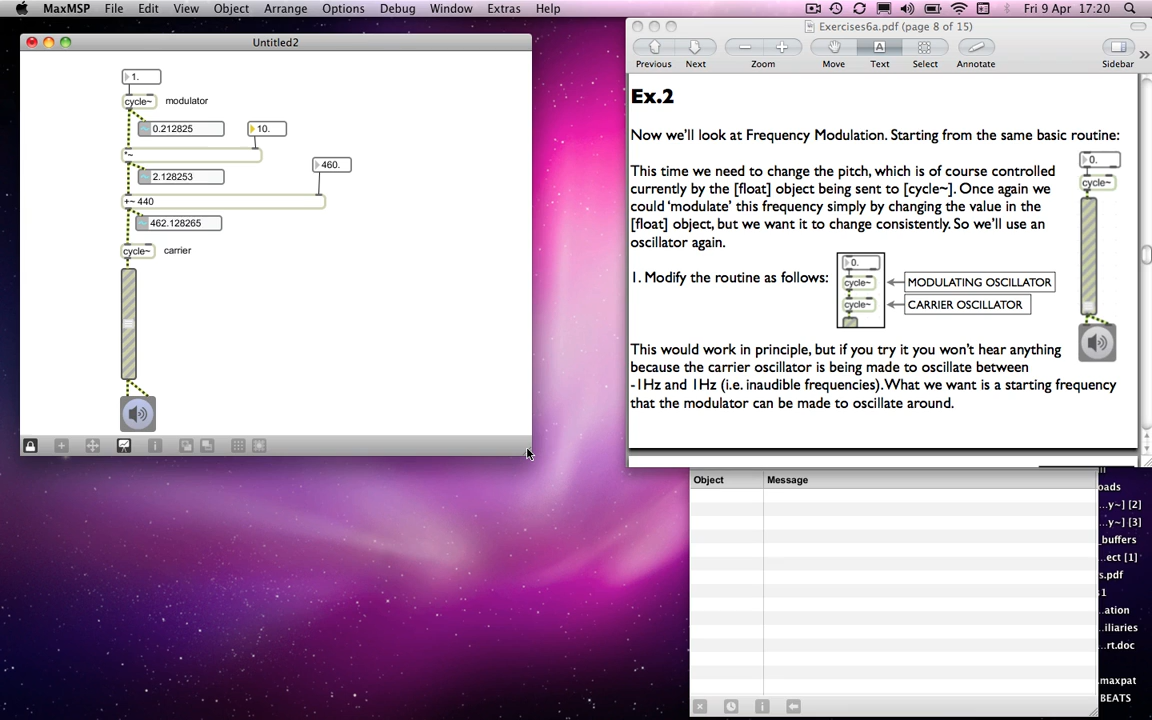 MaxMSP File Edit View Object Arrange Options Debug Window Extras Help Fri 9 Apr 17:20
Untitled2
1.
cycle~ modulator
0.212825 10.
*~
460.
2.128253
+~ 440
462.128265
cycle~ carrier
Exercises6a.pdf (page 8 of 15)
Previous Next Zoom Move Text Select Annotate Sidebar
Ex.2
Now we'll look at Frequency Modulation. Starting from the same basic routine:
This time we need to change the pitch, which is of course controlled
currently by the [float] object being sent to [cycle~]. Once again we
could 'modulate' this frequency simply by changing the value in the
[float] object, but we want it to change consistently. So we'll use an
oscillator again.
0.
cycle~
1. Modify the routine as follows:
0.
cycle~ MODULATING OSCILLATOR
cycle~ CARRIER OSCILLATOR
This would work in principle, but if you try it you won't hear anything
because the carrier oscillator is being made to oscillate between
-1Hz and 1Hz (i.e. inaudible frequencies). What we want is a starting frequency
that the modulator can be made to oscillate around.
Object Message
oads
...y~] [2]
...y~] [3]
_buffers
...ect [1]
s.pdf
1
...ation
...iliaries
...rt.doc
.maxpat
BEATS